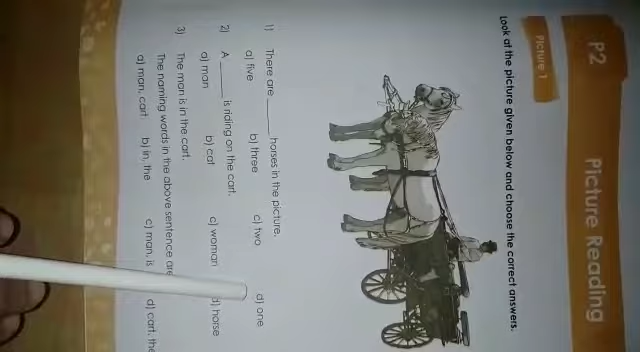 P2 Picture Reading
Picture 1
Look at the picture given below and choose the correct answers.
1) There are ______ horses in the picture.
a) five b) three c) two d) one
2) A ______ is riding on the cart.
a) man b) cat c) woman d) horse
3) The man is in the cart.
The naming words in the above sentence are
a) man, cart b) in, the c) man, is d) cart, the